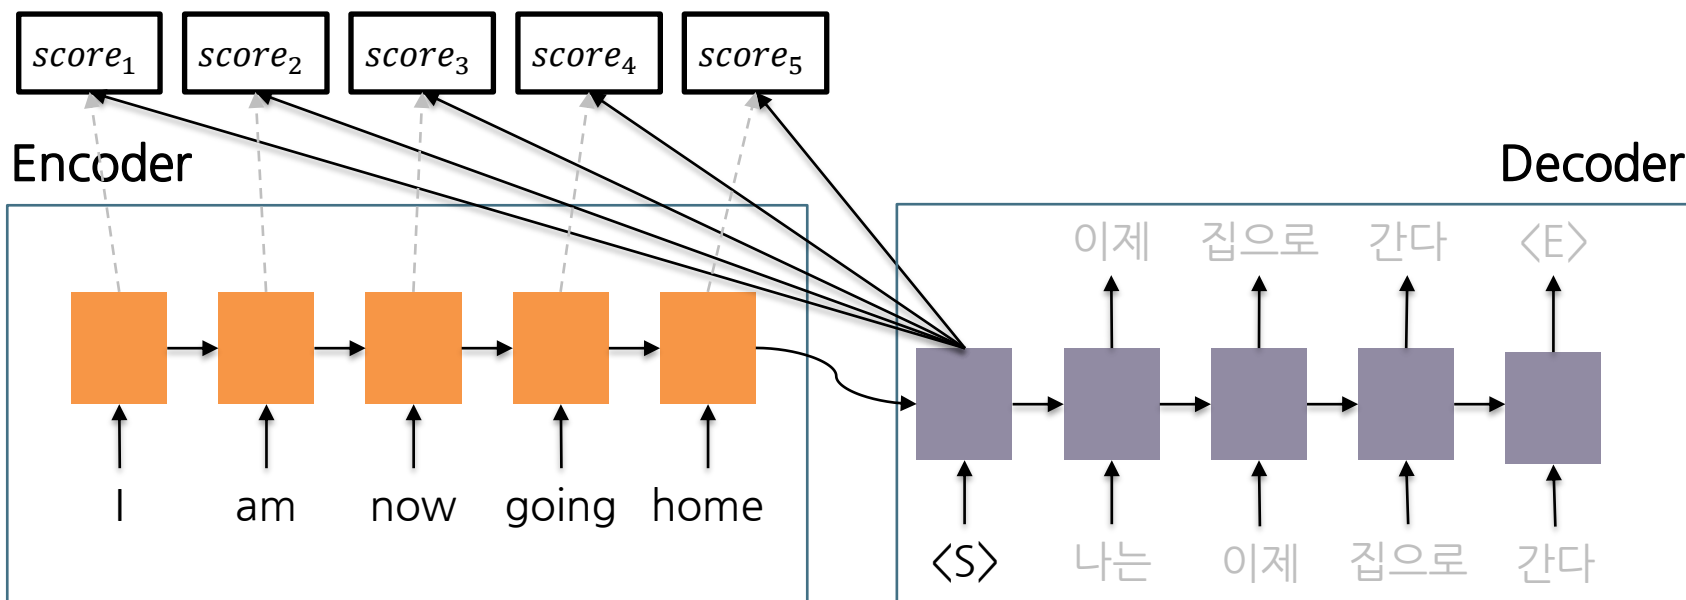 score₁ score₂ score₃ score₄ score₅
Encoder Decoder
이제 집으로 간다 <E>
I am now going home
<S> 나는 이제 집으로 간다